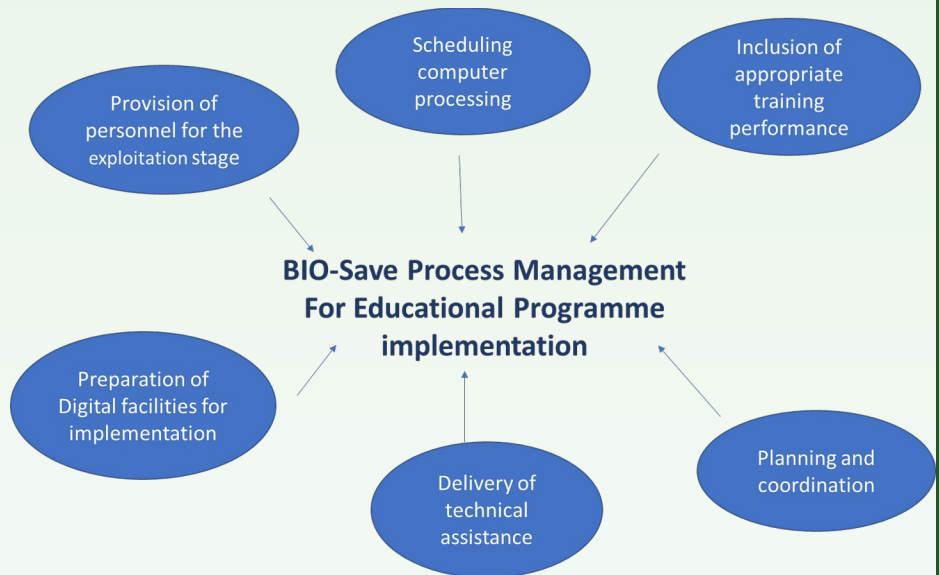 Provision of
personnel for the
exploitation stage
Scheduling
computer
processing
Inclusion of
appropriate
training
performance
BIO-Save Process Management
For Educational Programme
implementation
Preparation of
Digital facilities for
implementation
Delivery of
technical
assistance
Planning and
coordination